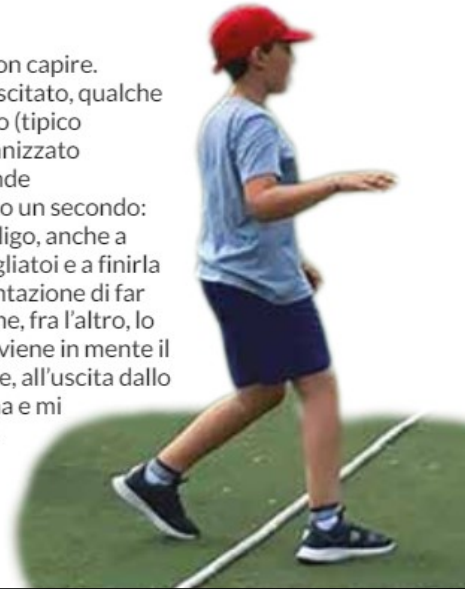 on capire.
scitato, qualche
o (tipico
nizzato
nde
o un secondo:
ligo, anche a
gliatoi e a finirla
ntazione di far
ne, fra l'altro, lo
viene in mente il
e, all'uscita dallo
na e mi